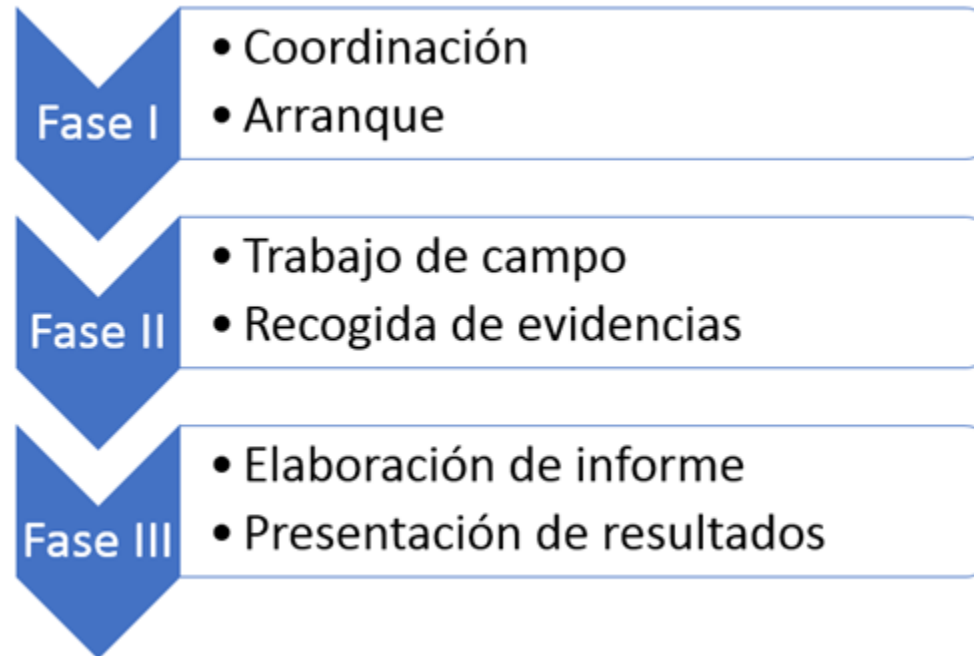 Fase I
• Coordinación
• Arranque
Fase II
• Trabajo de campo
• Recogida de evidencias
Fase III
• Elaboración de informe
• Presentación de resultados